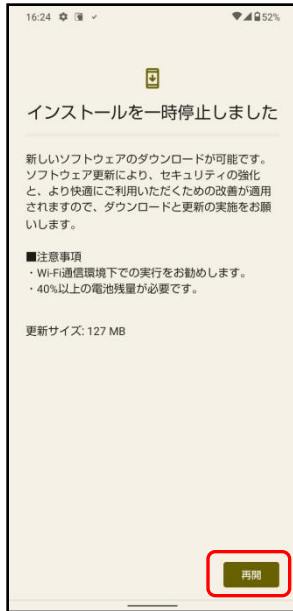 16:24 52%
インストールを一時停止しました
新しいソフトウェアのダウンロードが可能です。
ソフトウェア更新により、セキュリティの強化
と、より快適にご利用いただくための改善が適用
されますので、ダウンロードと更新の実施をお願
いします。
■注意事項
・Wi-Fi通信環境下での実行をお勧めします。
・40%以上の電池残量が必要です。
更新サイズ: 127 MB
再開